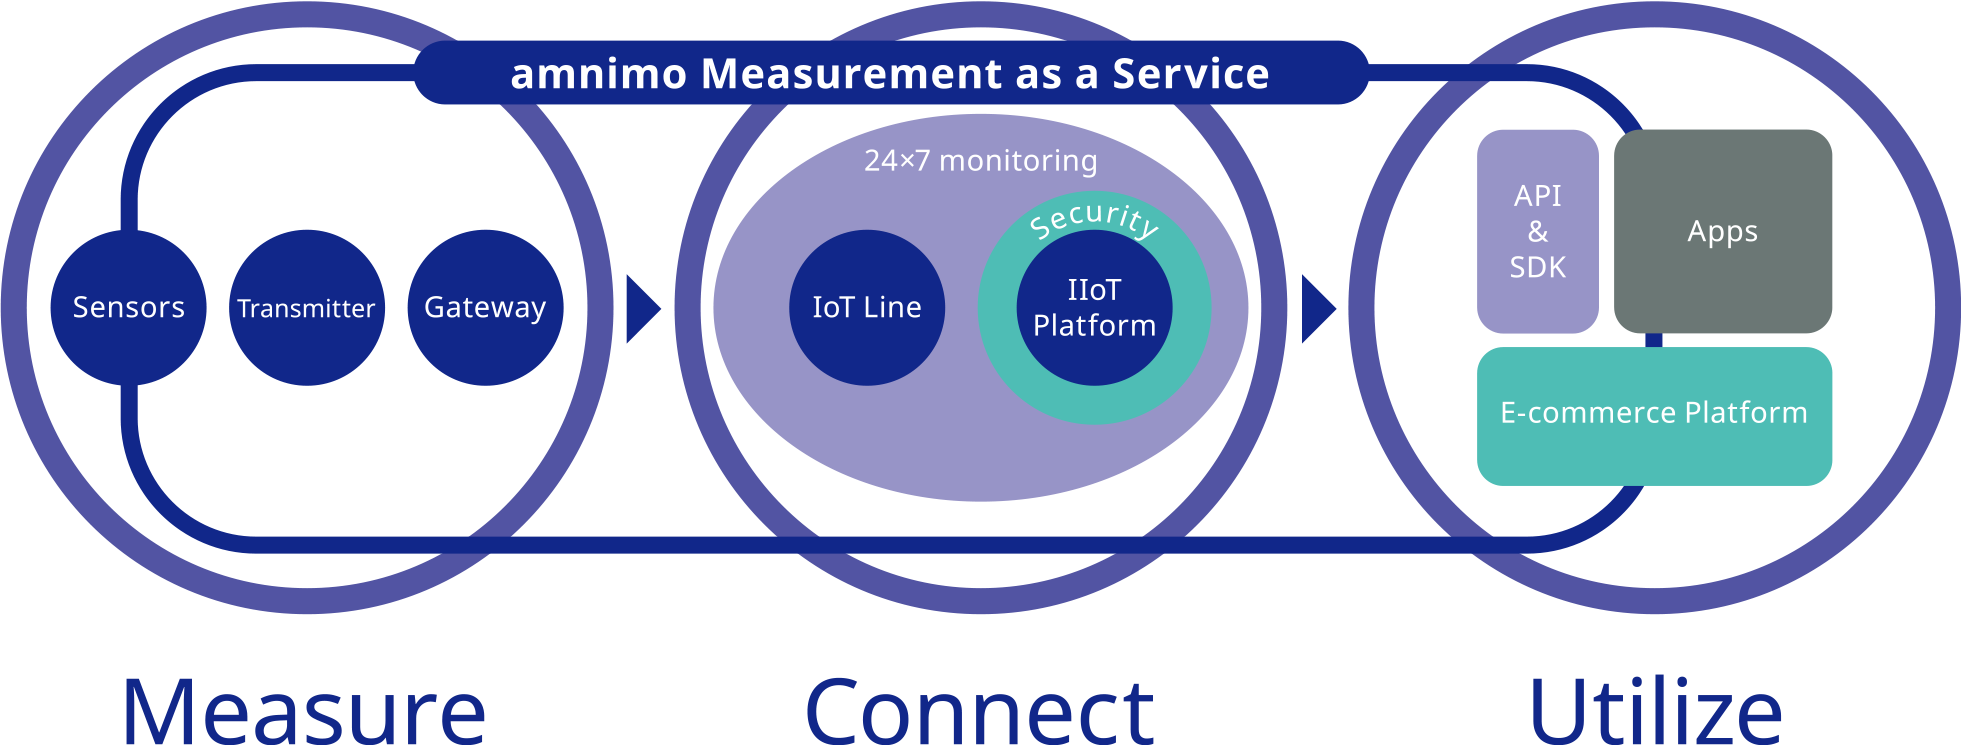 amnimo Measurement as a Service
Sensors
Transmitter
Gateway
24×7 monitoring
IoT Line
Security
IIoT
Platform
API
&
SDK
Apps
E-commerce Platform
Measure
Connect
Utilize